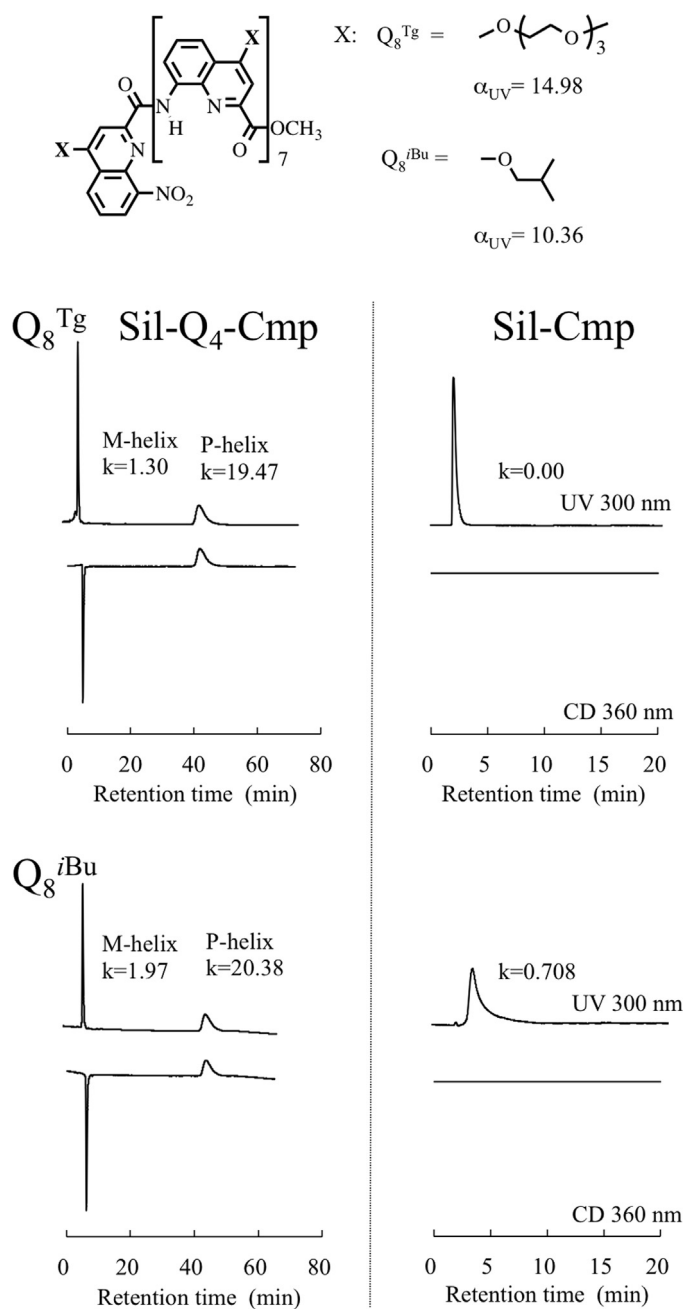 X: Q₈ᵀᵍ =
O
O
3
α_UV = 14.98
X
O
N
H
N
OCH₃
O
7
X
N
NO₂
Q₈ⁱᴮᵘ =
O
α_UV = 10.36
Q₈ᵀᵍ Sil-Q₄-Cmp
Sil-Cmp
M-helix
k=1.30
P-helix
k=19.47
k=0.00
UV 300 nm
CD 360 nm
0 20 40 60 80
Retention time (min)
0 5 10 15 20
Retention time (min)
Q₈ⁱᴮᵘ
M-helix
k=1.97
P-helix
k=20.38
k=0.708
UV 300 nm
CD 360 nm
0 20 40 60 80
Retention time (min)
0 5 10 15 20
Retention time (min)